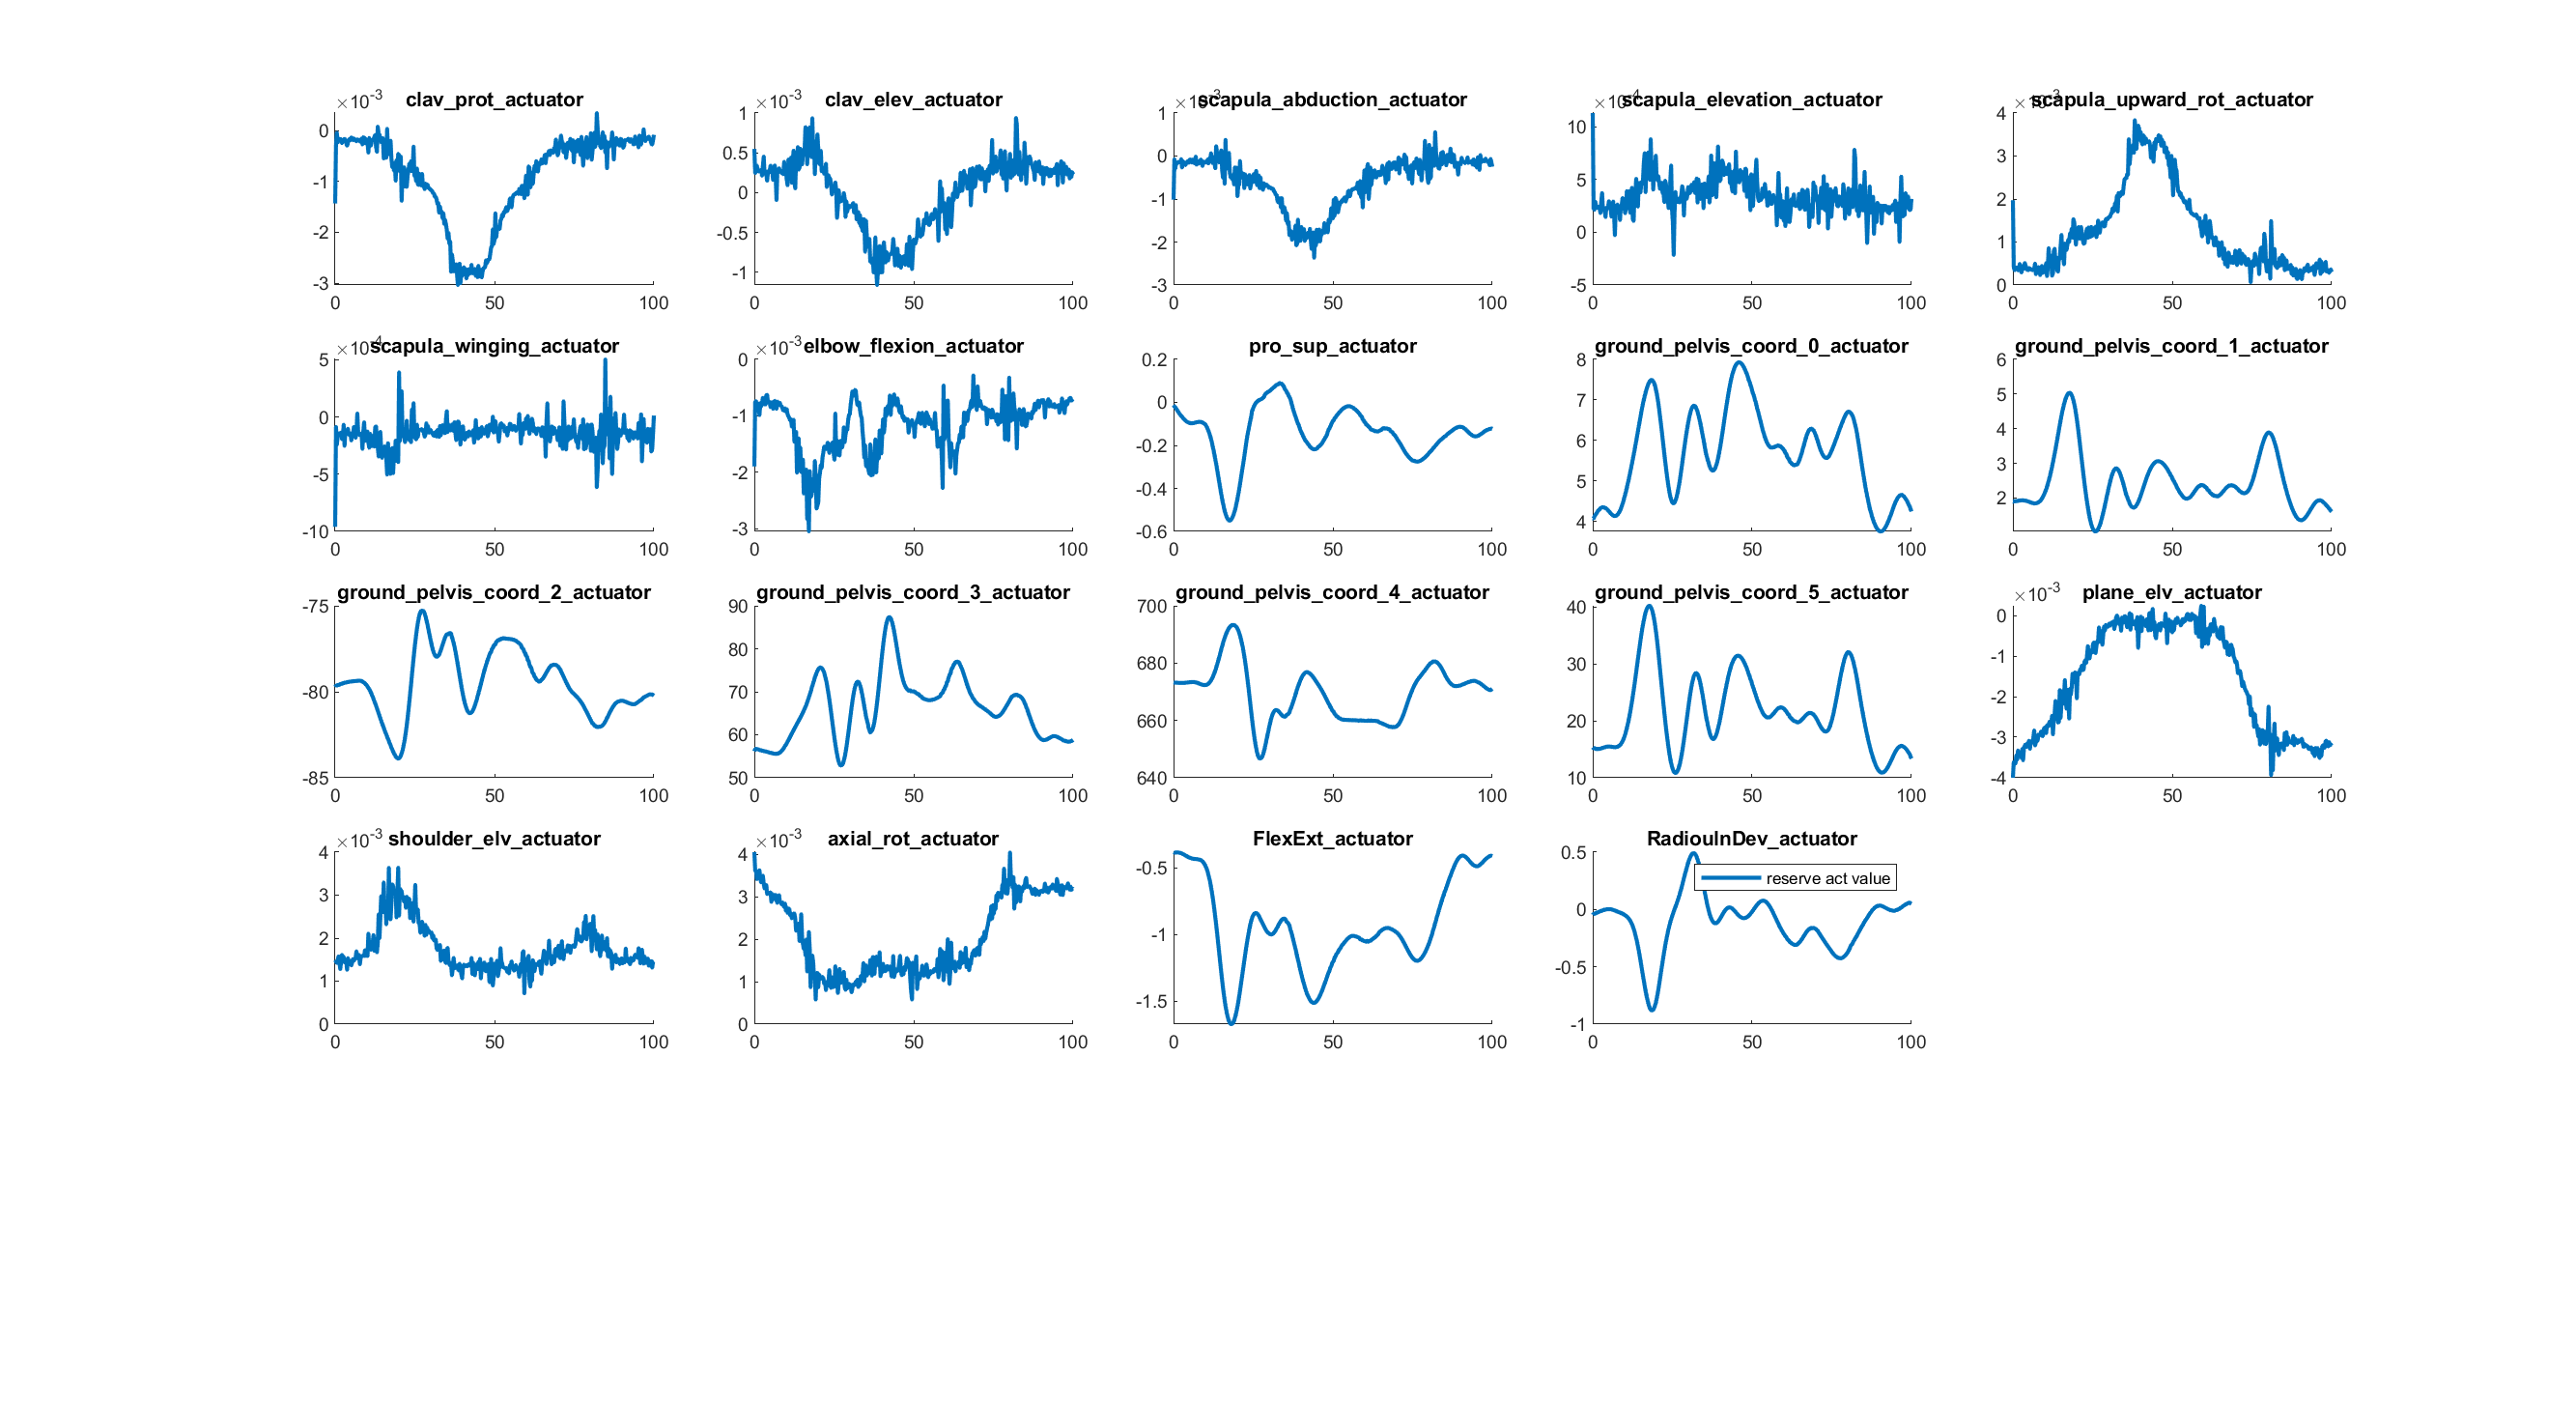 ×10-3 clav_prot_actuator
0
-1
-2
-3
0 50 100
×10-3 clav_elev_actuator
1
0.5
0
-0.5
-1
0 50 100
×10-3 scapula_abduction_actuator
1
0
-1
-2
-3
0 50 100
×10-4 scapula_elevation_actuator
10
5
0
-5
0 50 100
×10-3 scapula_upward_rot_actuator
4
3
2
1
0
0 50 100
×10-4 scapula_winging_actuator
5
0
-5
-10
0 50 100
×10-3 elbow_flexion_actuator
0
-1
-2
-3
0 50 100
pro_sup_actuator
0.2
0
-0.2
-0.4
-0.6
0 50 100
ground_pelvis_coord_0_actuator
8
7
6
5
4
0 50 100
ground_pelvis_coord_1_actuator
6
5
4
3
2
0 50 100
ground_pelvis_coord_2_actuator
-75
-80
-85
0 50 100
ground_pelvis_coord_3_actuator
90
80
70
60
50
0 50 100
ground_pelvis_coord_4_actuator
700
680
660
640
0 50 100
ground_pelvis_coord_5_actuator
40
30
20
10
0 50 100
×10-3 plane_elv_actuator
0
-1
-2
-3
-4
0 50 100
×10-3 shoulder_elv_actuator
4
3
2
1
0
0 50 100
×10-3 axial_rot_actuator
4
3
2
1
0
0 50 100
FlexExt_actuator
-0.5
-1
-1.5
0 50 100
RadioulnDev_actuator
0.5
reserve act value
0
-0.5
-1
0 50 100